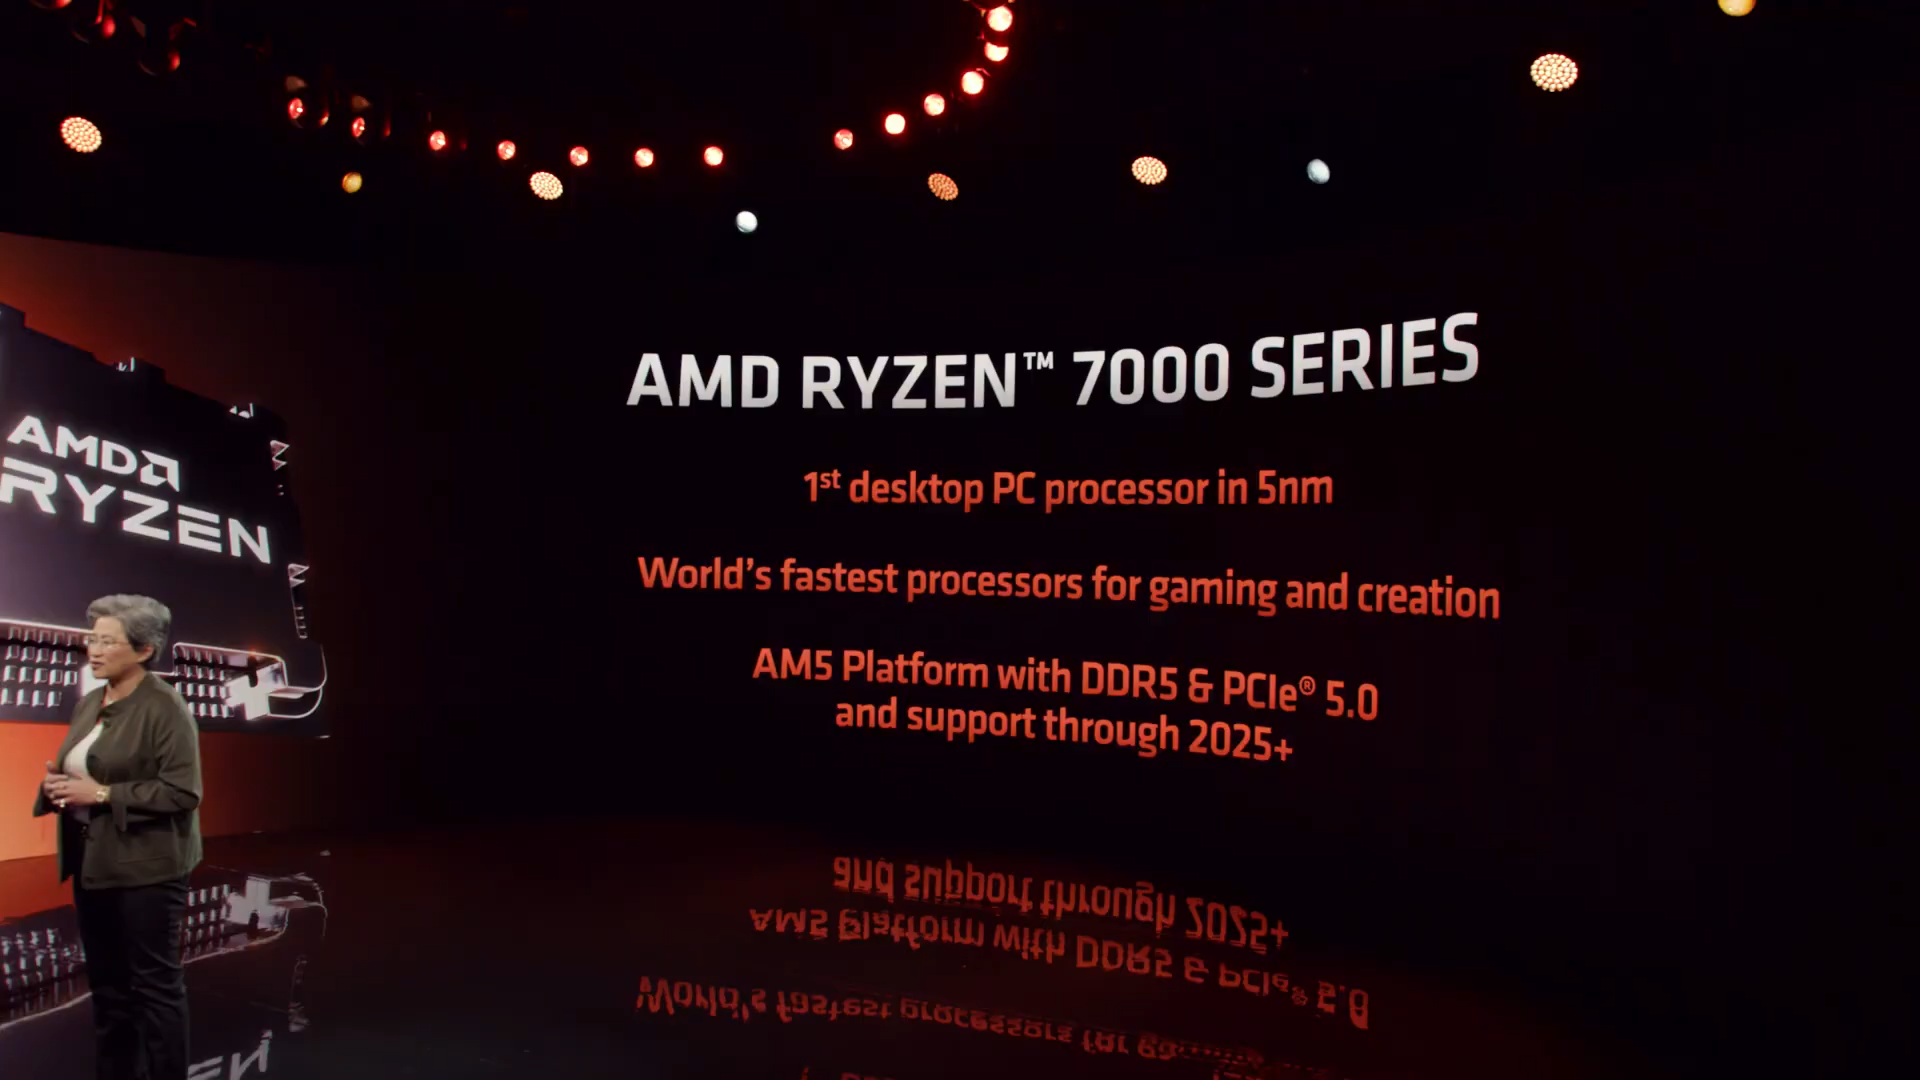 AMD RYZEN™ 7000 SERIES
1st desktop PC processor in 5nm
World's fastest processors for gaming and creation
AM5 Platform with DDR5 & PCIe® 5.0
and support through 2025+
AMD
RYZEN